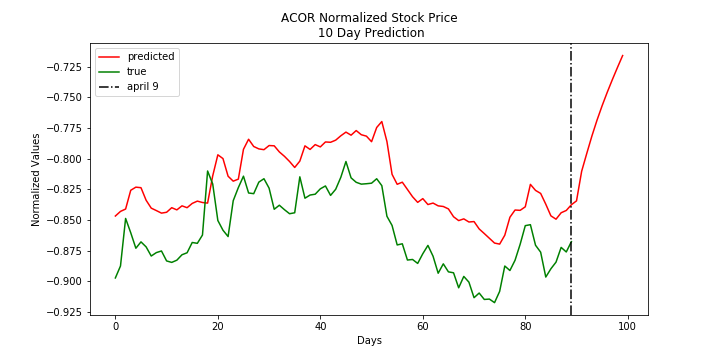 ACOR Normalized Stock Price
10 Day Prediction
predicted
true
april 9
Normalized Values
−0.725
−0.750
−0.775
−0.800
−0.825
−0.850
−0.875
−0.900
−0.925
0 20 40 60 80 100
Days